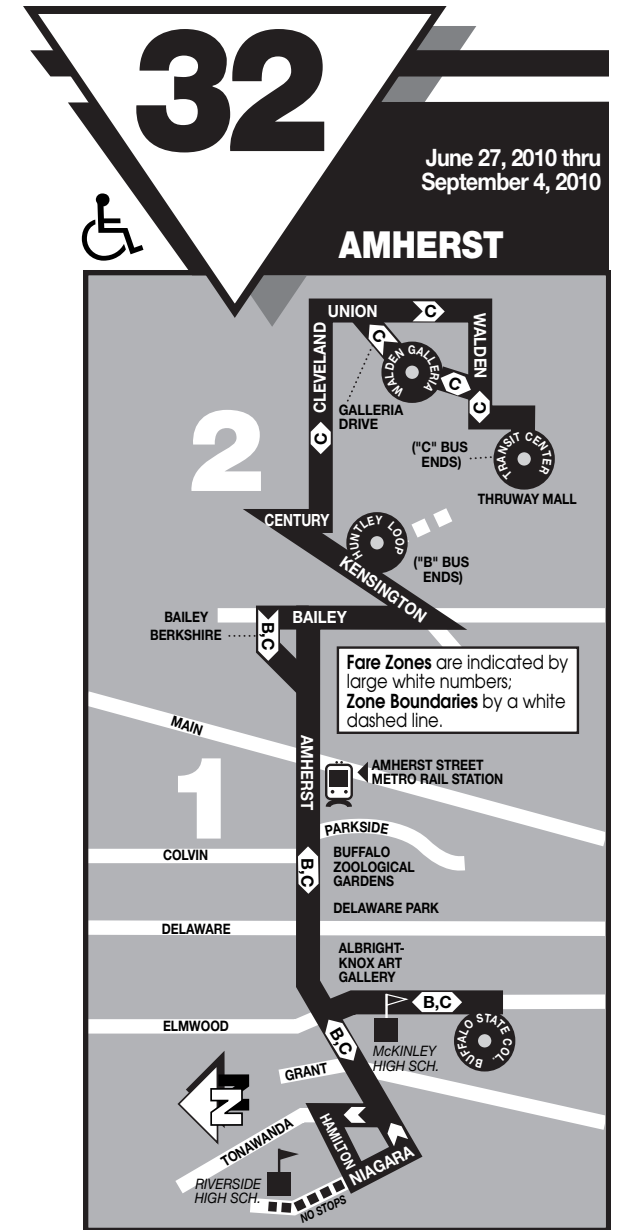 32
June 27, 2010 thru
September 4, 2010
AMHERST
UNION
C
WALDEN
C
WALDEN GALLERIA
C
CLEVELAND
C
GALLERIA
DRIVE
C
2
("C" BUS
ENDS)
TRANSIT CENTER
THRUWAY MALL
CENTURY
HUNTLEY LOOP
("B" BUS
ENDS)
KENSINGTON
BAILEY
BAILEY
BERKSHIRE
B,C
Fare Zones are indicated by
large white numbers;
Zone Boundaries by a white
dashed line.
MAIN
AMHERST
AMHERST STREET
METRO RAIL STATION
1
PARKSIDE
COLVIN
B,C
BUFFALO
ZOOLOGICAL
GARDENS
DELAWARE PARK
DELAWARE
ALBRIGHT-
KNOX ART
GALLERY
B,C
ELMWOOD
B,C
BUFFALO STATE COL.
McKINLEY
HIGH SCH.
GRANT
N
HAMILTON
TONAWANDA
NIAGARA
RIVERSIDE
HIGH SCH.
NO STOPS